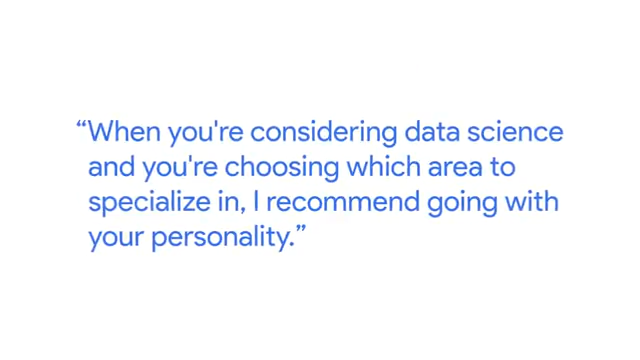 “When you're considering data science
and you're choosing which area to
specialize in, I recommend going with
your personality.”